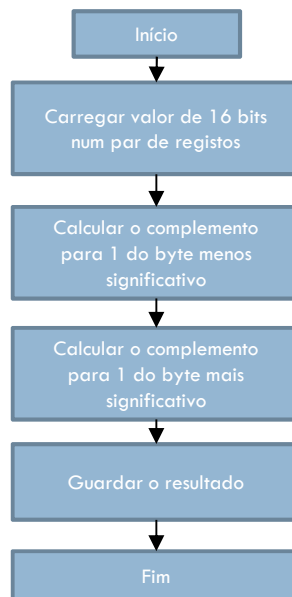 Início
Carregar valor de 16 bits
num par de registos
Calcular o complemento
para 1 do byte menos
significativo
Calcular o complemento
para 1 do byte mais
significativo
Guardar o resultado
Fim